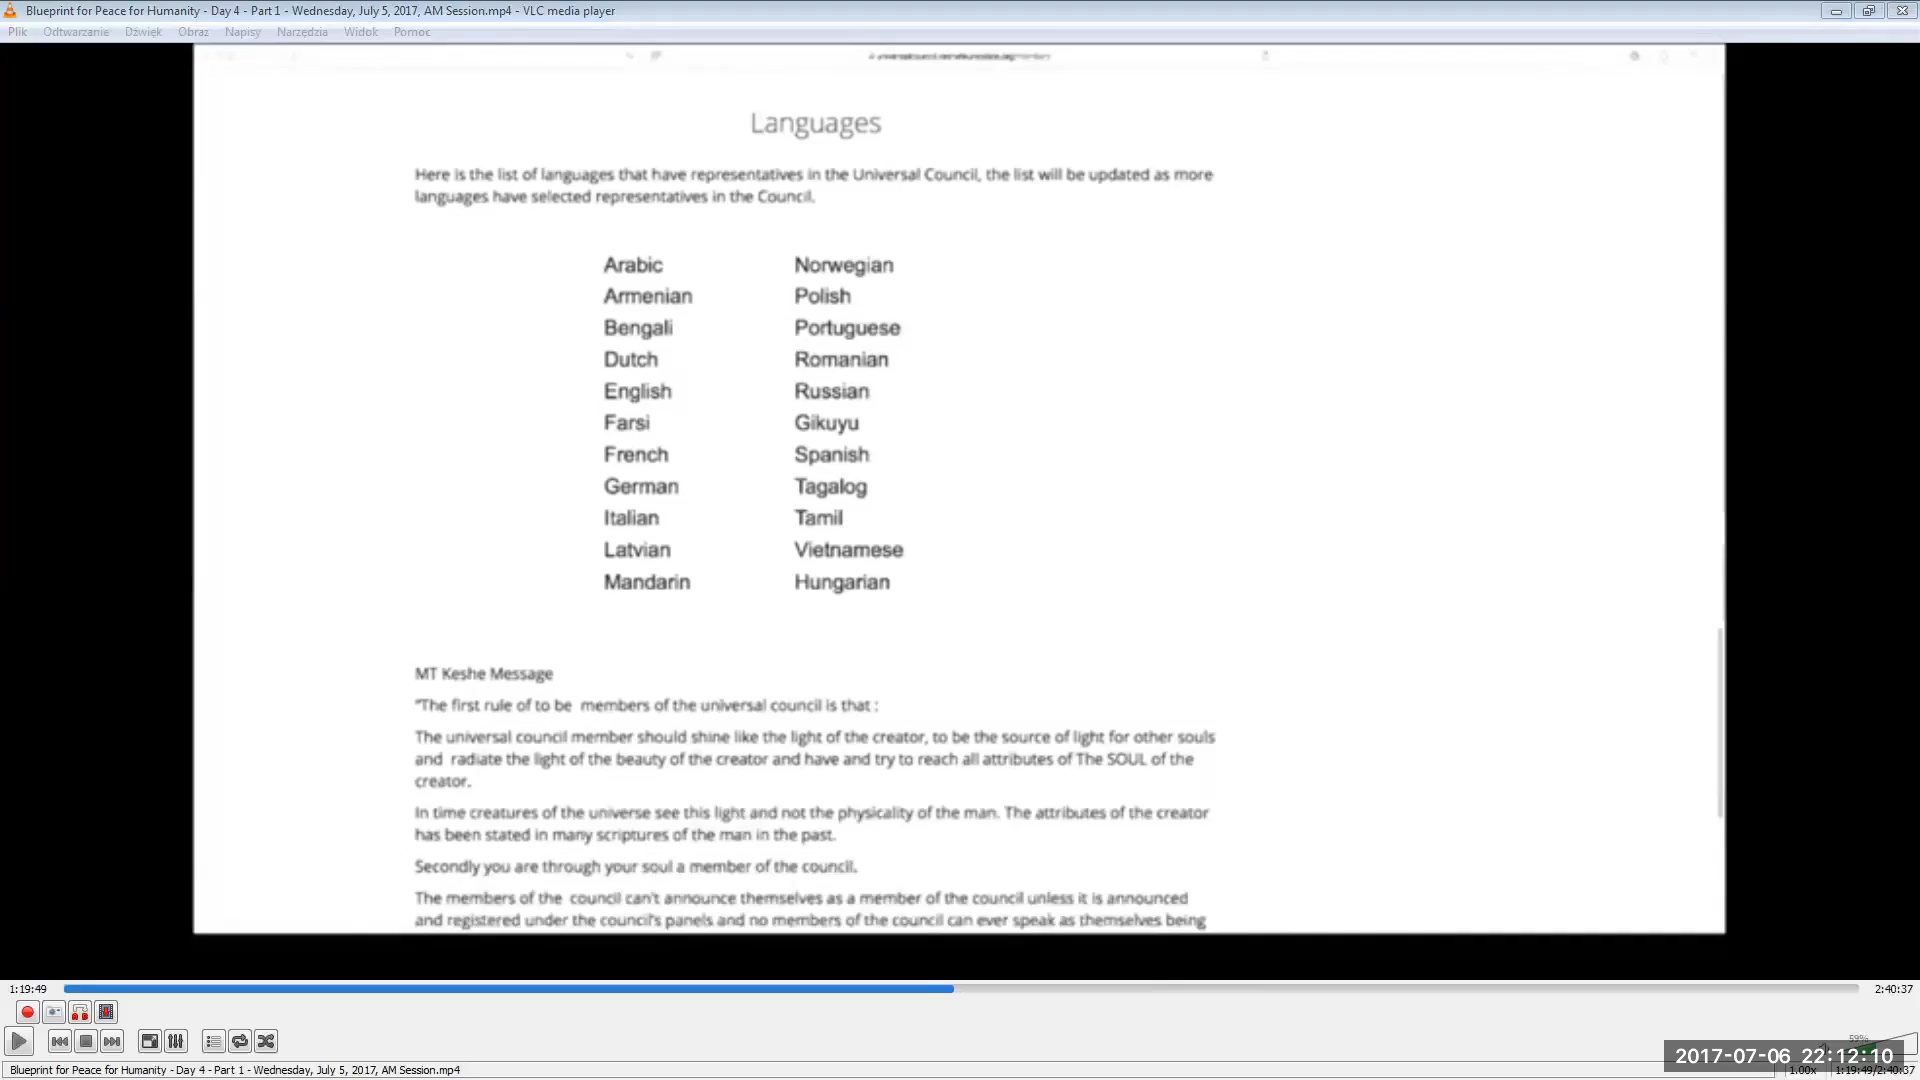 Blueprint for Peace for Humanity - Day 4 - Part 1 - Wednesday, July 5, 2017, AM Session.mp4 - VLC media player
Plik Odtwarzanie Dźwięk Obraz Napisy Narzędzia Widok Pomoc
Languages
Here is the list of languages that have representatives in the Universal Council, the list will be updated as more
languages have selected representatives in the Council.
Arabic Norwegian
Armenian Polish
Bengali Portuguese
Dutch Romanian
English Russian
Farsi Gikuyu
French Spanish
German Tagalog
Italian Tamil
Latvian Vietnamese
Mandarin Hungarian
MT Keshe Message
"The first rule of to be members of the universal council is that :
The universal council member should shine like the light of the creator, to be the source of light for other souls
and radiate the light of the beauty of the creator and have and try to reach all attributes of The SOUL of the
creator.
In time creatures of the universe see this light and not the physicality of the man. The attributes of the creator
has been stated in many scriptures of the man in the past.
Secondly you are through your soul a member of the council.
The members of the council can't announce themselves as a member of the council unless it is announced
and registered under the council's panels and no members of the council can ever speak as themselves being
1:19:49 2:40:37
59%
2017-07-06 22:12:10
Blueprint for Peace for Humanity - Day 4 - Part 1 - Wednesday, July 5, 2017, AM Session.mp4 1.00x 1:19:49/2:40:37